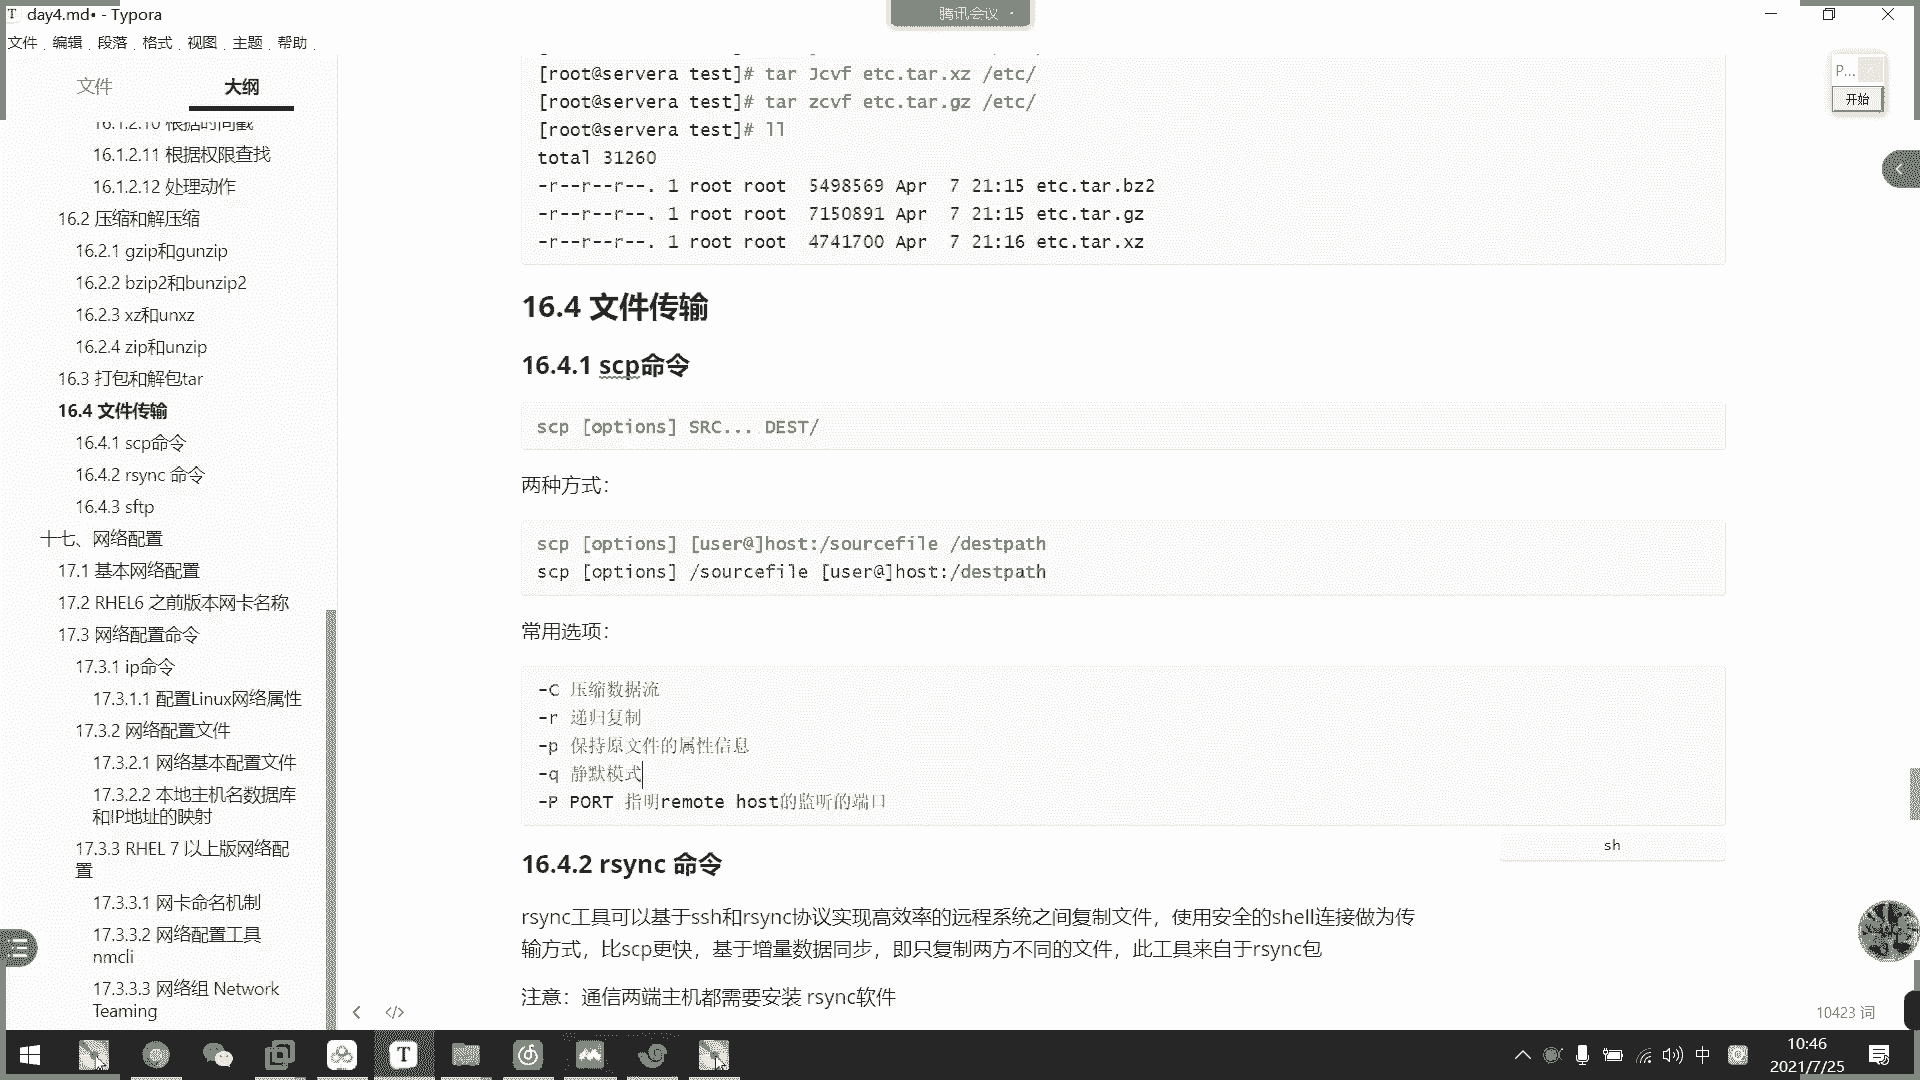 day4.md• - Typora
腾讯会议
文件 编辑 段落 格式 视图 主题 帮助
文件 大纲
16.1.2.10 根据时间戳
16.1.2.11 根据权限查找
16.1.2.12 处理动作
16.2 压缩和解压缩
16.2.1 gzip和gunzip
16.2.2 bzip2和bunzip2
16.2.3 xz和unxz
16.2.4 zip和unzip
16.3 打包和解包tar
16.4 文件传输
16.4.1 scp命令
16.4.2 rsync 命令
16.4.3 sftp
十七、网络配置
17.1 基本网络配置
17.2 RHEL6 之前版本网卡名称
17.3 网络配置命令
17.3.1 ip命令
17.3.1.1 配置Linux网络属性
17.3.2 网络配置文件
17.3.2.1 网络基本配置文件
17.3.2.2 本地主机名数据库
和IP地址的映射
17.3.3 RHEL 7 以上版网络配
置
17.3.3.1 网卡命名机制
17.3.3.2 网络配置工具
nmcli
17.3.3.3 网络组 Network
Teaming
[root@servera test]# tar Jcvf etc.tar.xz /etc/
[root@servera test]# tar zcvf etc.tar.gz /etc/
[root@servera test]# ll
total 31260
-r--r--r--. 1 root root  5498569 Apr  7 21:15 etc.tar.bz2
-r--r--r--. 1 root root  7150891 Apr  7 21:15 etc.tar.gz
-r--r--r--. 1 root root  4741700 Apr  7 21:16 etc.tar.xz
16.4 文件传输
16.4.1 scp命令
scp [options] SRC... DEST/
两种方式：
scp [options] [user@]host:/sourcefile /destpath
scp [options] /sourcefile [user@]host:/destpath
常用选项：
-C 压缩数据流
-r 递归复制
-p 保持原文件的属性信息
-q 静默模式
-P PORT 指明remote host的监听的端口
sh
16.4.2 rsync 命令
rsync工具可以基于ssh和rsync协议实现高效率的远程系统之间复制文件，使用安全的shell连接做为传
输方式，比scp更快，基于增量数据同步，即只复制两方不同的文件，此工具来自于rsync包
注意：通信两端主机都需要安装 rsync软件
10423 词
P...
开始
中
10:46
2021/7/25